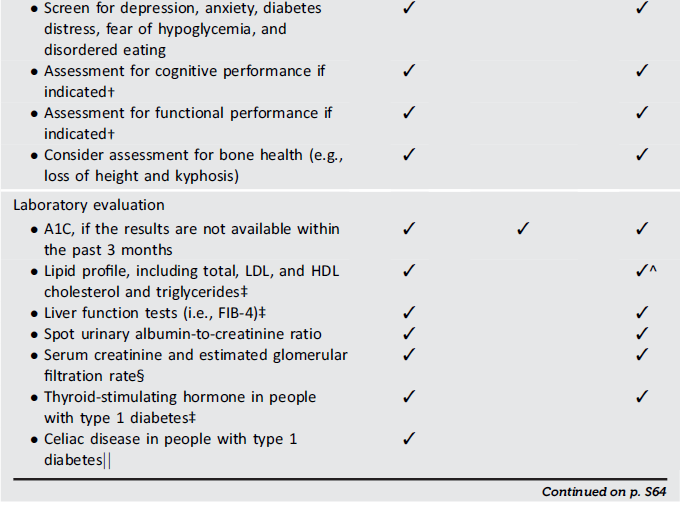 • Screen for depression, anxiety, diabetes ✓ ✓
distress, fear of hypoglycemia, and
disordered eating
• Assessment for cognitive performance if ✓ ✓
indicated†
• Assessment for functional performance if ✓ ✓
indicated†
• Consider assessment for bone health (e.g., ✓ ✓
loss of height and kyphosis)
Laboratory evaluation
• A1C, if the results are not available within ✓ ✓ ✓
the past 3 months
• Lipid profile, including total, LDL, and HDL ✓ ✓^
cholesterol and triglycerides‡
• Liver function tests (i.e., FIB-4)‡ ✓ ✓
• Spot urinary albumin-to-creatinine ratio ✓ ✓
• Serum creatinine and estimated glomerular ✓ ✓
filtration rate§
• Thyroid-stimulating hormone in people ✓ ✓
with type 1 diabetes‡
• Celiac disease in people with type 1 ✓
diabetes||
Continued on p. S64